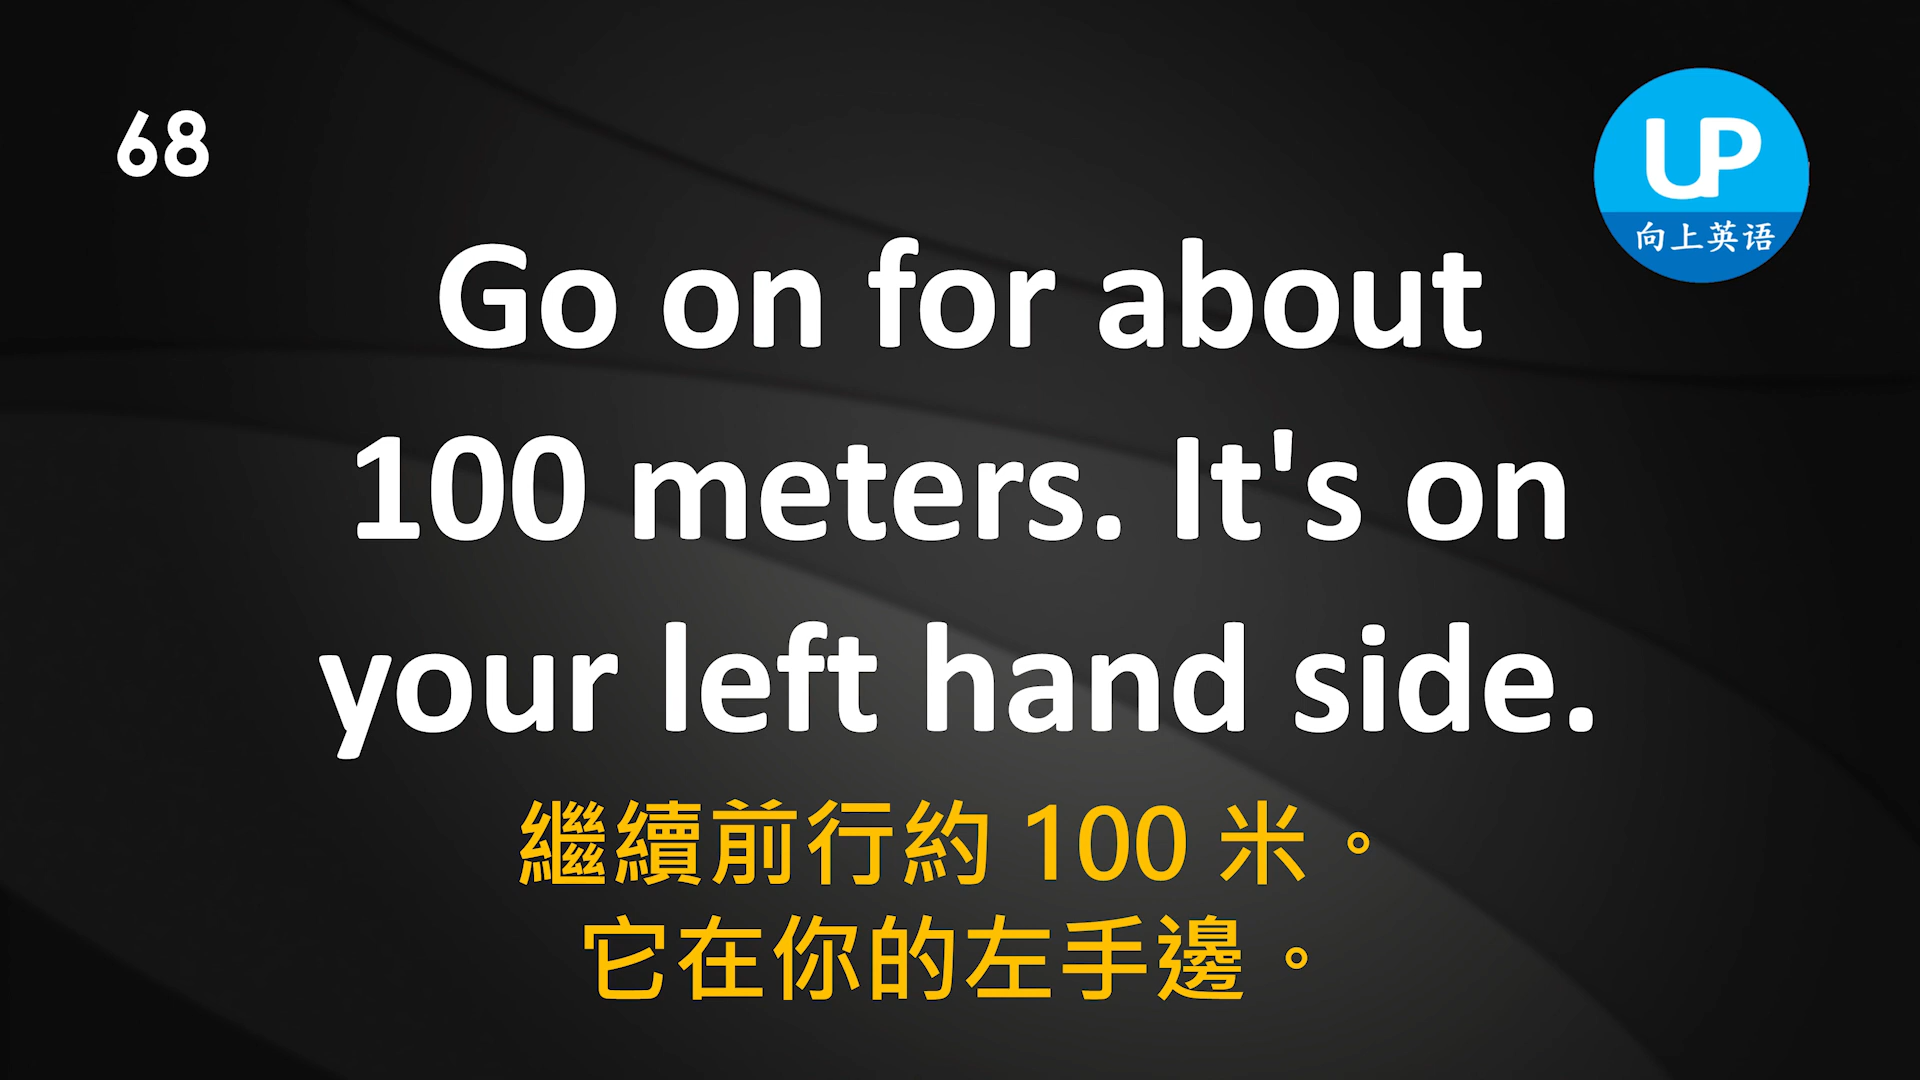 68
UP
向上英语
Go on for about
100 meters. It's on
your left hand side.
繼續前行約 100 米。
它在你的左手邊。